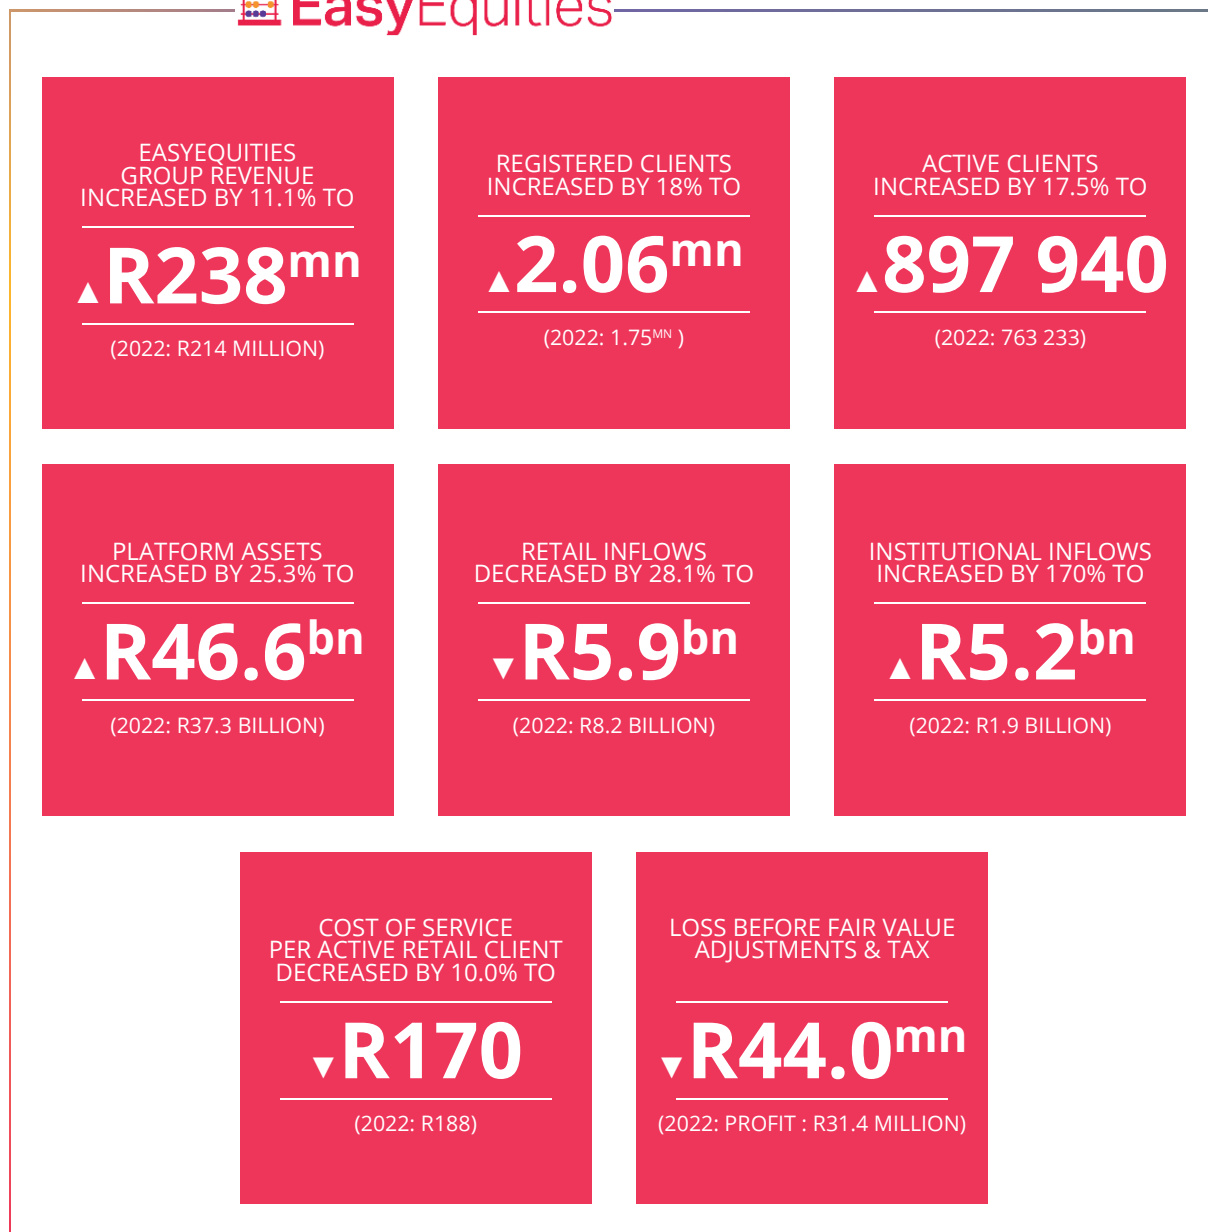 EasyEquities
EASYEQUITIES
GROUP REVENUE
INCREASED BY 11.1% TO
▲R238mn
(2022: R214 MILLION)
REGISTERED CLIENTS
INCREASED BY 18% TO
▲2.06mn
(2022: 1.75MN )
ACTIVE CLIENTS
INCREASED BY 17.5% TO
▲897 940
(2022: 763 233)
PLATFORM ASSETS
INCREASED BY 25.3% TO
▲R46.6bn
(2022: R37.3 BILLION)
RETAIL INFLOWS
DECREASED BY 28.1% TO
▼R5.9bn
(2022: R8.2 BILLION)
INSTITUTIONAL INFLOWS
INCREASED BY 170% TO
▲R5.2bn
(2022: R1.9 BILLION)
COST OF SERVICE
PER ACTIVE RETAIL CLIENT
DECREASED BY 10.0% TO
▼R170
(2022: R188)
LOSS BEFORE FAIR VALUE
ADJUSTMENTS & TAX
▼R44.0mn
(2022: PROFIT : R31.4 MILLION)